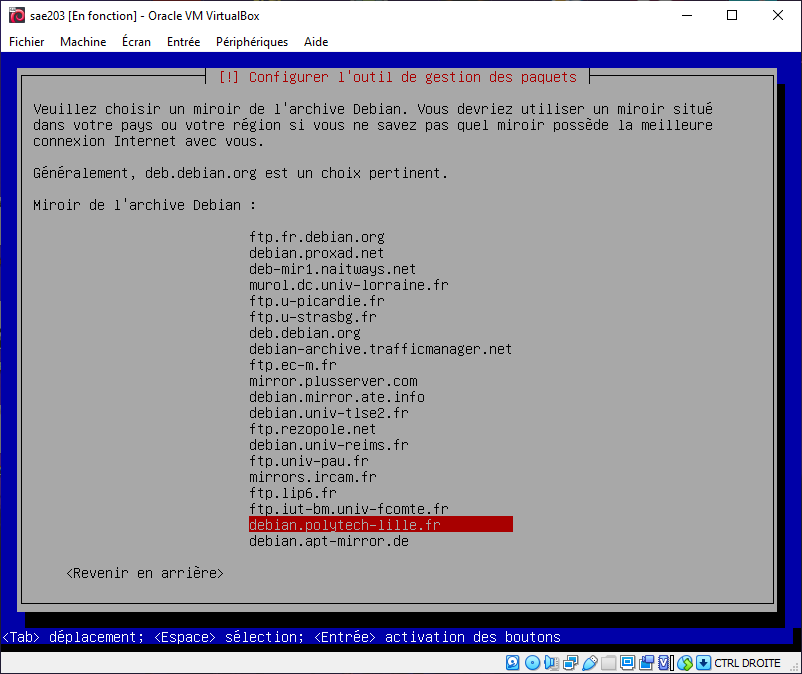 sae203 [En fonction] - Oracle VM VirtualBox
Fichier Machine Écran Entrée Périphériques Aide
[!] Configurer l'outil de gestion des paquets
Veuillez choisir un miroir de l'archive Debian. Vous devriez utiliser un miroir situé
dans votre pays ou votre région si vous ne savez pas quel miroir possède la meilleure
connexion Internet avec vous.
Généralement, deb.debian.org est un choix pertinent.
Miroir de l'archive Debian :
ftp.fr.debian.org
debian.proxad.net
deb-mir1.naitways.net
murol.dc.univ-lorraine.fr
ftp.u-picardie.fr
ftp.u-strasbg.fr
deb.debian.org
debian-archive.trafficmanager.net
ftp.ec-m.fr
mirror.plusserver.com
debian.mirror.ate.info
debian.univ-tlse2.fr
ftp.rezopole.net
debian.univ-reims.fr
ftp.univ-pau.fr
mirrors.ircam.fr
ftp.lip6.fr
ftp.iut-bm.univ-fcomte.fr
debian.polytech-lille.fr
debian.apt-mirror.de
<Revenir en arrière>
<Tab> déplacement; <Espace> sélection; <Entrée> activation des boutons
CTRL DROITE